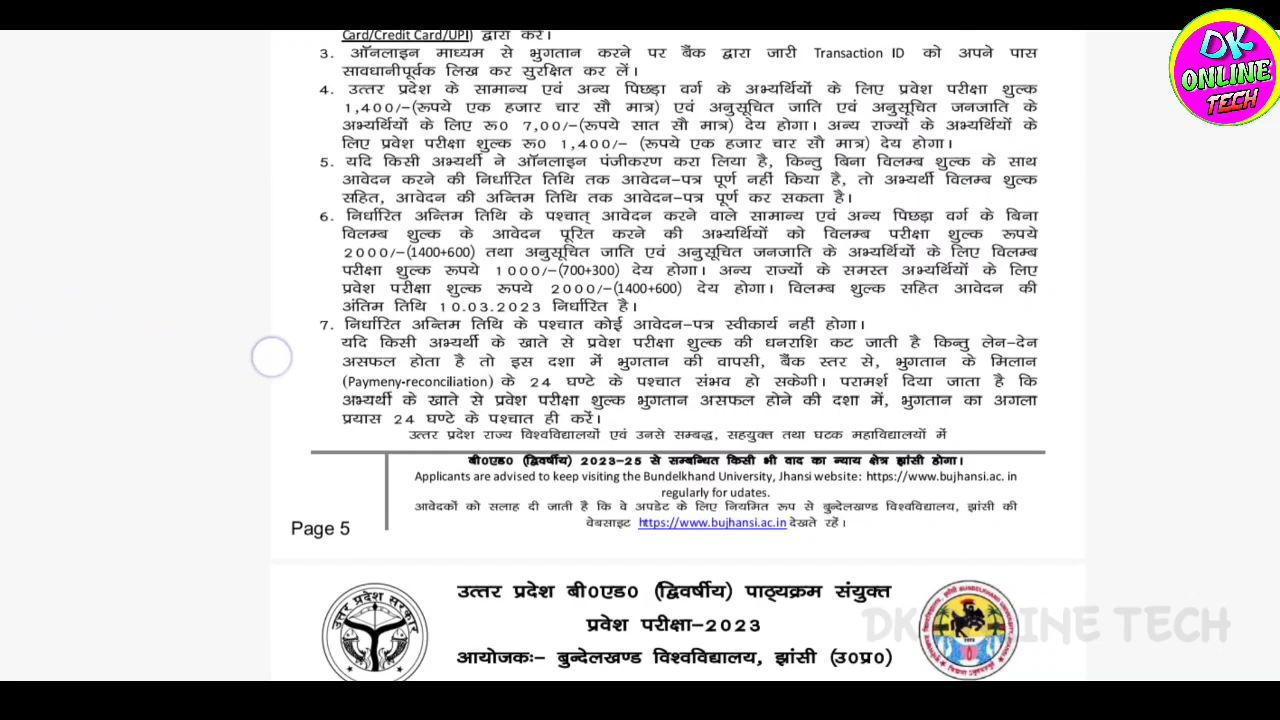 Card/Credit Card/UPI) द्वारा करें।
3. ऑनलाइन माध्यम से भुगतान करने पर बैंक द्वारा जारी Transaction ID को अपने पास
सावधानीपूर्वक लिख कर सुरक्षित कर लें।
4. उत्तर प्रदेश के सामान्य एवं अन्य पिछड़ा वर्ग के अभ्यर्थियों के लिए प्रवेश परीक्षा शुल्क
1,400/-(रूपये एक हजार चार सौ मात्र) एवं अनुसूचित जाति एवं अनुसूचित जनजाति के
अभ्यर्थियों के लिए रू0 7,00/-(रूपये सात सौ मात्र) देय होगा। अन्य राज्यों के अभ्यर्थियों के
लिए प्रवेश परीक्षा शुल्क रू0 1,400/- (रूपये एक हजार चार सौ मात्र) देय होगा।
5. यदि किसी अभ्यर्थी ने ऑनलाइन पंजीकरण करा लिया है, किन्तु बिना विलम्ब शुल्क के साथ
आवेदन करने की निर्धारित तिथि तक आवेदन-पत्र पूर्ण नहीं किया है, तो अभ्यर्थी विलम्ब शुल्क
सहित, आवेदन की अन्तिम तिथि तक आवेदन-पत्र पूर्ण कर सकता है।
6. निर्धारित अन्तिम तिथि के पश्चात् आवेदन करने वाले सामान्य एवं अन्य पिछड़ा वर्ग के बिना
विलम्ब शुल्क के आवेदन पूरित करने की अभ्यर्थियों को विलम्ब परीक्षा शुल्क रूपये
2000/-(1400+600) तथा अनुसूचित जाति एवं अनुसूचित जनजाति के अभ्यर्थियों के लिए विलम्ब
परीक्षा शुल्क रूपये 1000/-(700+300) देय होगा। अन्य राज्यों के समस्त अभ्यर्थियों के लिए
प्रवेश परीक्षा शुल्क रूपये 2000/-(1400+600) देय होगा। विलम्ब शुल्क सहित आवेदन की
अंतिम तिथि 10.03.2023 निर्धारित है।
7. निर्धारित अन्तिम तिथि के पश्चात कोई आवेदन-पत्र स्वीकार्य नहीं होगा।
यदि किसी अभ्यर्थी के खाते से प्रवेश परीक्षा शुल्क की धनराशि कट जाती है किन्तु लेन-देन
असफल होता है तो इस दशा में भुगतान की वापसी, बैंक स्तर से, भुगतान के मिलान
(Paymeny-reconciliation) के 24 घण्टे के पश्चात संभव हो सकेगी। परामर्श दिया जाता है कि
अभ्यर्थी के खाते से प्रवेश परीक्षा शुल्क भुगतान असफल होने की दशा में, भुगतान का अगला
प्रयास 24 घण्टे के पश्चात ही करें।
उत्तर प्रदेश राज्य विश्वविद्यालयों एवं उनसे सम्बद्ध, सहयुक्त तथा घटक महाविद्यालयों में
बी0एड0 (द्विवर्षीय) 2023-25 से सम्बन्धित किसी भी वाद का न्याय क्षेत्र झांसी होगा।
Applicants are advised to keep visiting the Bundelkhand University, Jhansi website: https://www.bujhansi.ac. in
regularly for udates.
आवेदकों को सलाह दी जाती है कि वे अपडेट के लिए नियमित रूप से बुन्देलखण्ड विश्वविद्यालय, झांसी की
वेबसाइट https://www.bujhansi.ac.in देखते रहें।
Page 5
उत्तर प्रदेश बी0एड0 (द्विवर्षीय) पाठ्यक्रम संयुक्त
प्रवेश परीक्षा-2023
आयोजकः- बुन्देलखण्ड विश्वविद्यालय, झांसी (उ0प्र0)
उत्तर प्रदेश सरकार
DK ONLINE TECH
DK
ONLINE
TECH